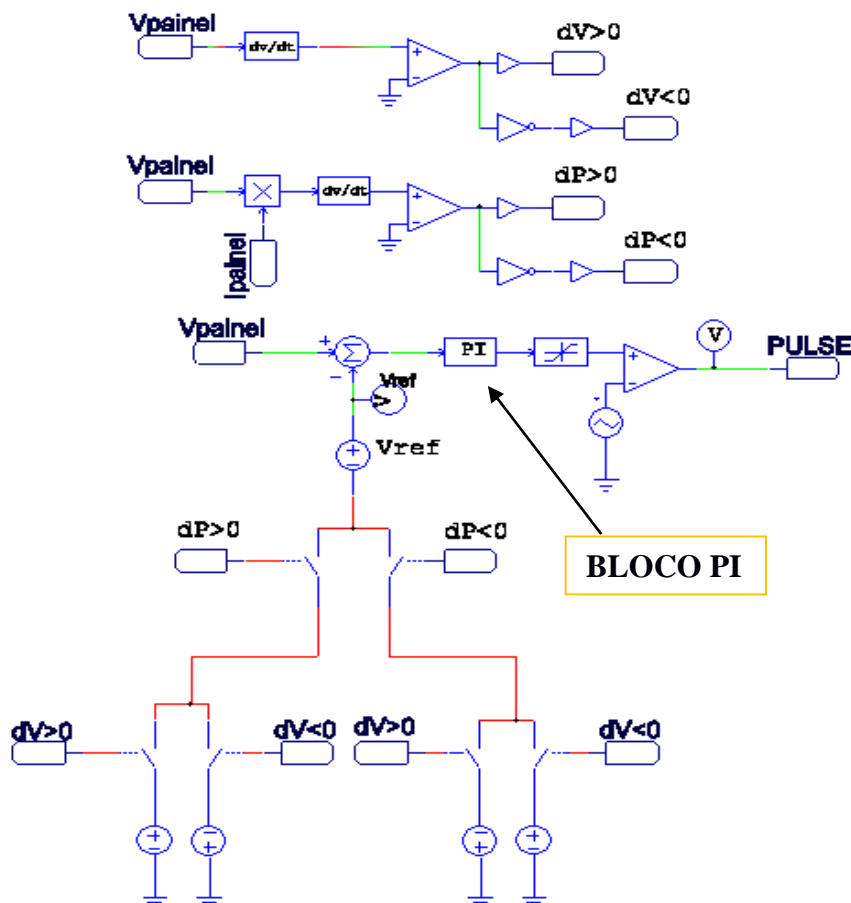 Vpainel
dv/dt
dV>0
dV<0
Vpainel
dv/dt
dP>0
Ipainel
dP<0
Vpainel
PI
V
PULSE
Vref
V
Vref
dP>0
dP<0
BLOCO PI
dV>0
dV<0
dV>0
dV<0